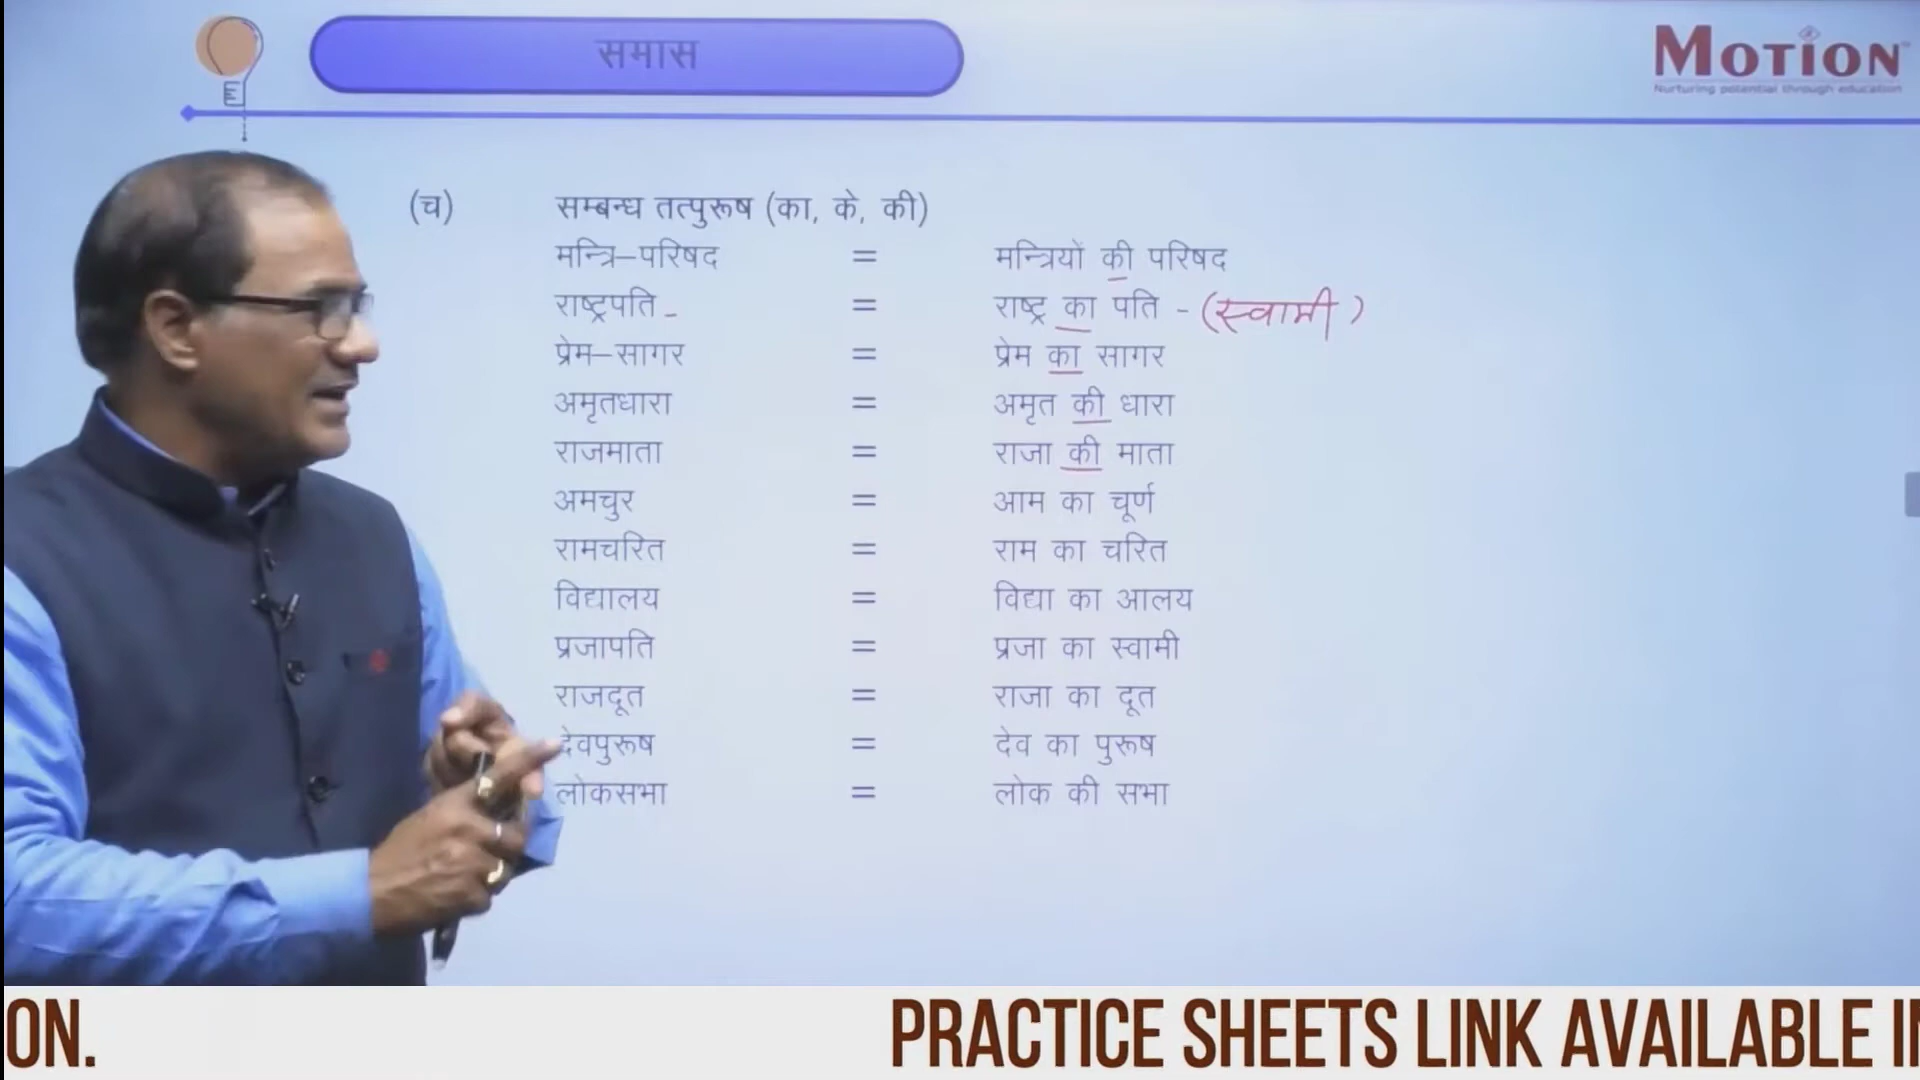 समास
MOTION
Nurturing potential through education
(च) सम्बन्ध तत्पुरूष (का, के, की)
मन्त्रि–परिषद = मन्त्रियों की परिषद
राष्ट्रपति = राष्ट्र का पति - (स्वामी)
प्रेम–सागर = प्रेम का सागर
अमृतधारा = अमृत की धारा
राजमाता = राजा की माता
अमचुर = आम का चूर्ण
रामचरित = राम का चरित
विद्यालय = विद्या का आलय
प्रजापति = प्रजा का स्वामी
राजदूत = राजा का दूत
देवपुरूष = देव का पुरूष
लोकसभा = लोक की सभा
ON. PRACTICE SHEETS LINK AVAILABLE IN